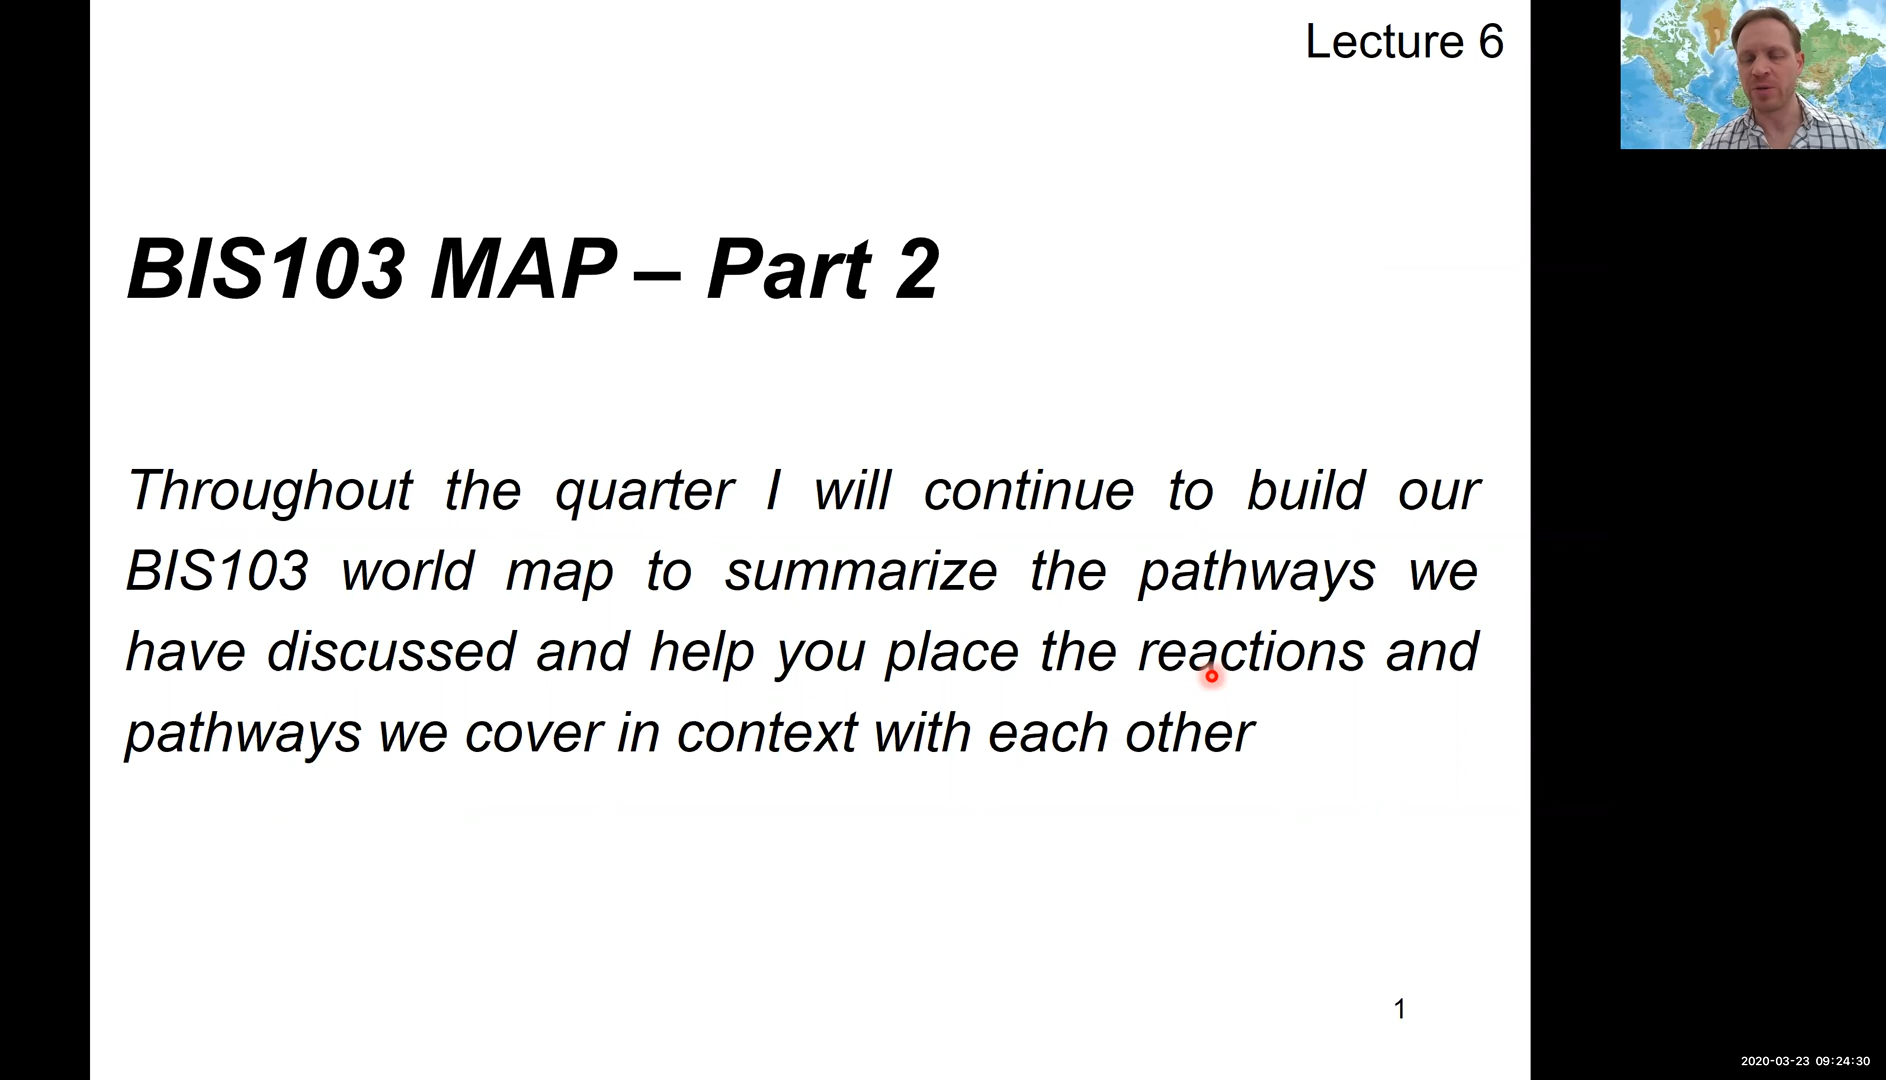 Lecture 6
BIS103 MAP – Part 2
Throughout the quarter I will continue to build our
BIS103 world map to summarize the pathways we
have discussed and help you place the reactions and
pathways we cover in context with each other
1
2020-03-23 09:24:30